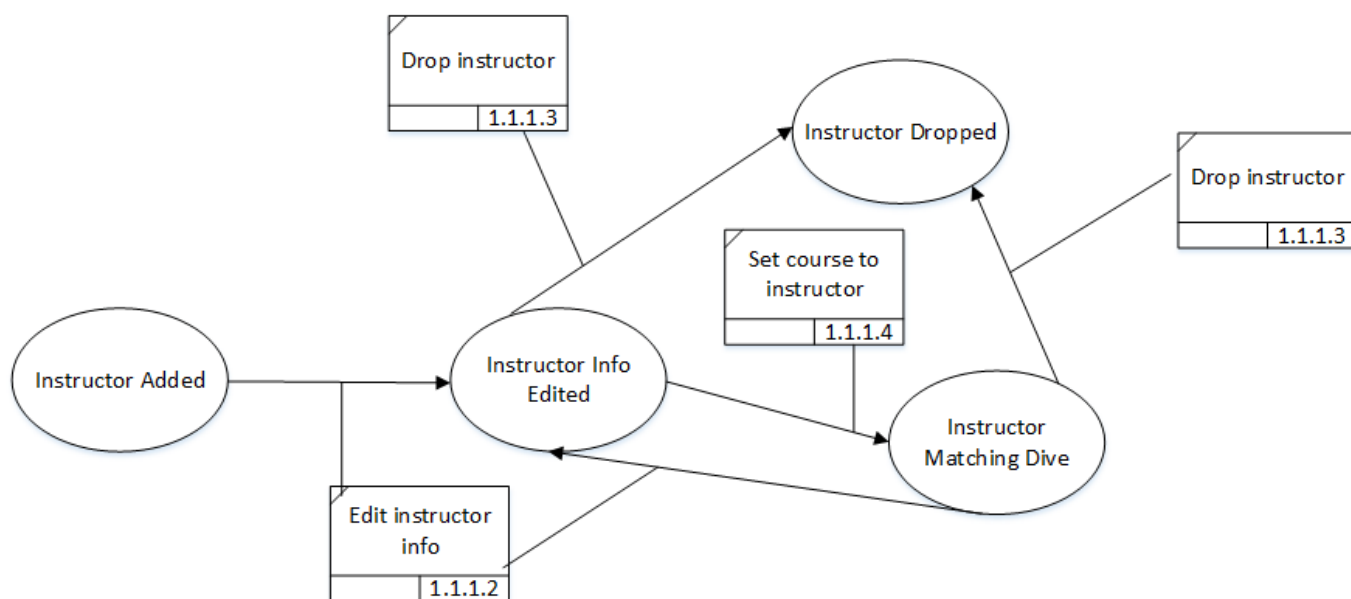 Drop instructor
1.1.1.3
Instructor Dropped
Drop instructor
1.1.1.3
Set course to
instructor
1.1.1.4
Instructor Added
Instructor Info
Edited
Instructor
Matching Dive
Edit instructor
info
1.1.1.2